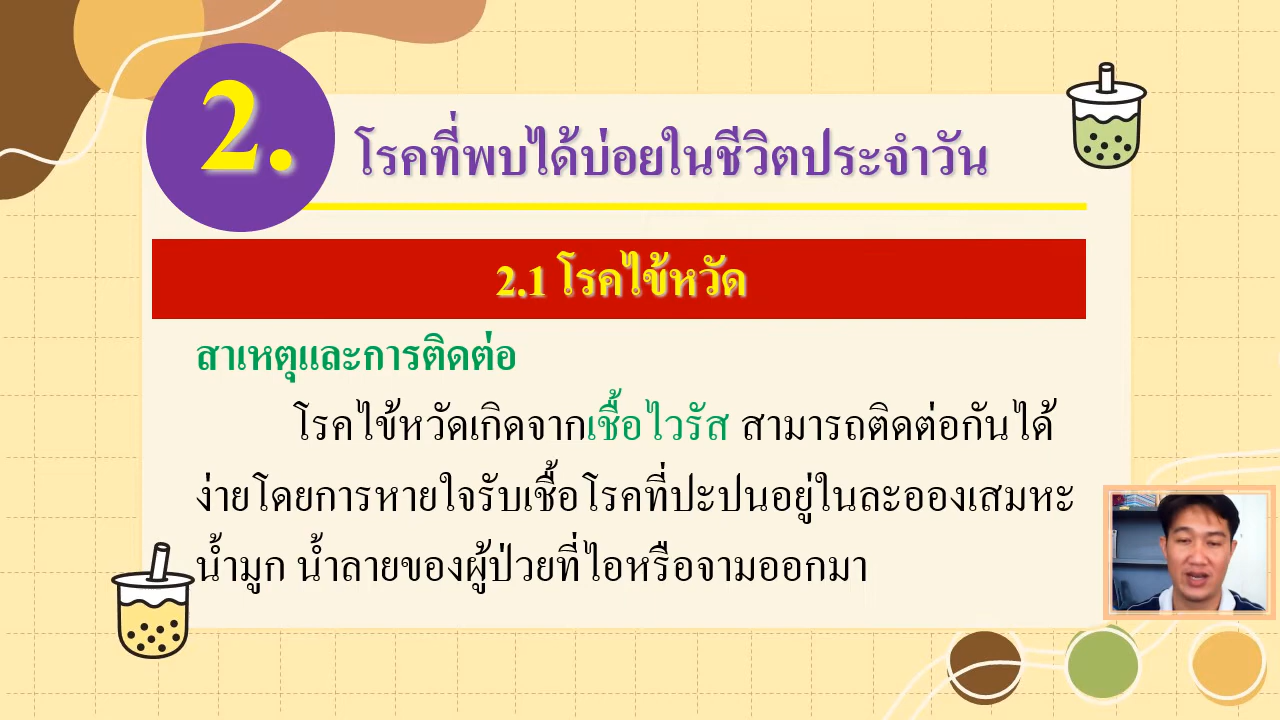 2.
โรคที่พบได้บ่อยในชีวิตประจำวัน
2.1 โรคไข้หวัด
สาเหตุและการติดต่อ
โรคไข้หวัดเกิดจากเชื้อไวรัส สามารถติดต่อกันได้
ง่ายโดยการหายใจรับเชื้อโรคที่ปะปนอยู่ในละอองเสมหะ
น้ำมูก น้ำลายของผู้ป่วยที่ไอหรือจามออกมา